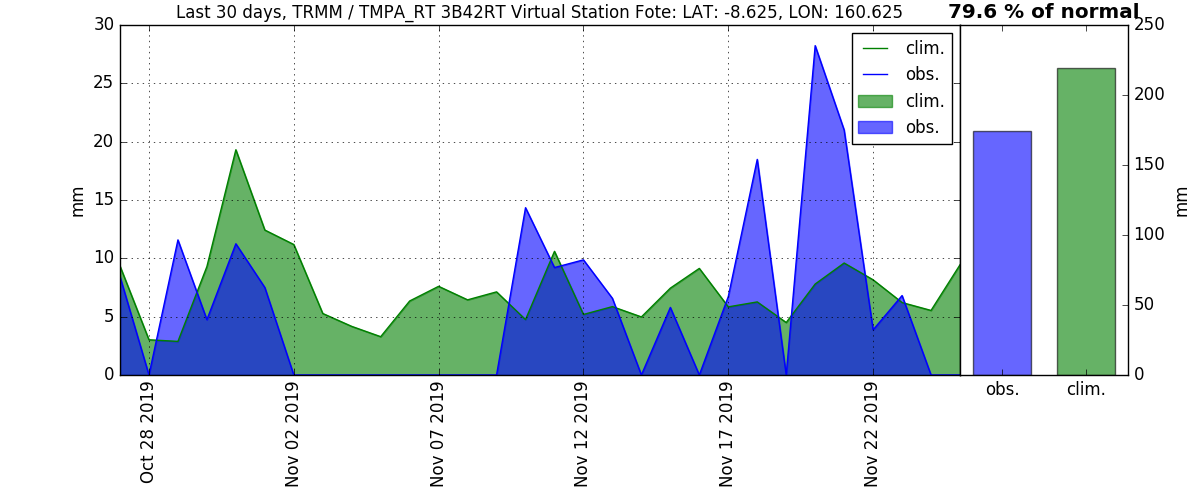 Last 30 days, TRMM / TMPA_RT 3B42RT Virtual Station Fote: LAT: -8.625, LON: 160.625
79.6 % of normal
30
25
20
15
10
5
0
mm
clim.
obs.
clim.
obs.
Oct 28 2019
Nov 02 2019
Nov 07 2019
Nov 12 2019
Nov 17 2019
Nov 22 2019
250
200
150
100
50
0
mm
obs.
clim.